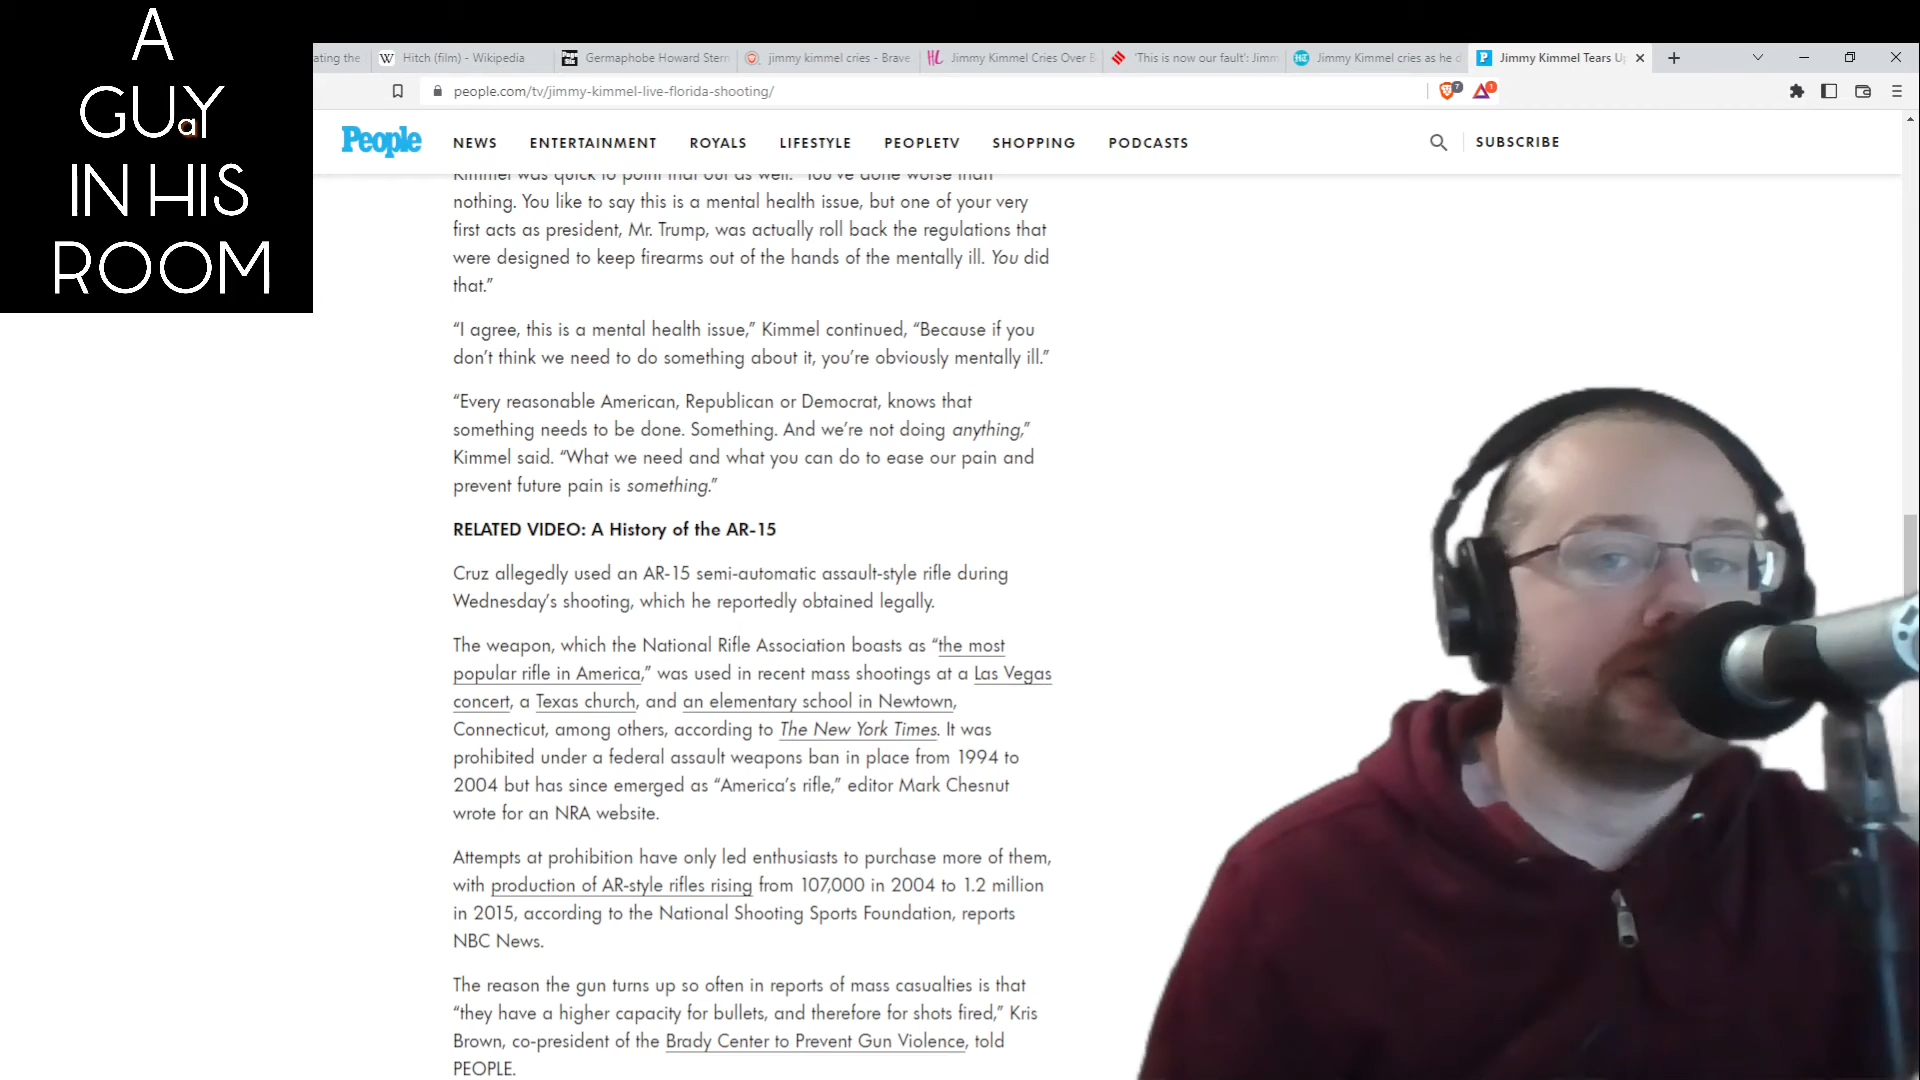 A
GUY
a
IN HIS
ROOM
ating the
Hitch (film) - Wikipedia
Germaphobe Howard Stern
jimmy kimmel cries - Brave
Jimmy Kimmel Cries Over
'This is now our fault': Jimm
Jimmy Kimmel cries as he d
Jimmy Kimmel Tears U
people.com/tv/jimmy-kimmel-live-florida-shooting/
People
NEWS
ENTERTAINMENT
ROYALS
LIFESTYLE
PEOPLETV
SHOPPING
PODCASTS
SUBSCRIBE
Kimmel was quick to point that out as well. “You’ve done worse than
nothing. You like to say this is a mental health issue, but one of your very
first acts as president, Mr. Trump, was actually roll back the regulations that
were designed to keep firearms out of the hands of the mentally ill. You did
that.”
“I agree, this is a mental health issue,” Kimmel continued, “Because if you
don’t think we need to do something about it, you’re obviously mentally ill.”
“Every reasonable American, Republican or Democrat, knows that
something needs to be done. Something. And we’re not doing anything,”
Kimmel said. “What we need and what you can do to ease our pain and
prevent future pain is something.”
RELATED VIDEO: A History of the AR-15
Cruz allegedly used an AR-15 semi-automatic assault-style rifle during
Wednesday’s shooting, which he reportedly obtained legally.
The weapon, which the National Rifle Association boasts as “the most
popular rifle in America,” was used in recent mass shootings at a Las Vegas
concert, a Texas church, and an elementary school in Newtown,
Connecticut, among others, according to The New York Times. It was
prohibited under a federal assault weapons ban in place from 1994 to
2004 but has since emerged as “America’s rifle,” editor Mark Chesnut
wrote for an NRA website.
Attempts at prohibition have only led enthusiasts to purchase more of them,
with production of AR-style rifles rising from 107,000 in 2004 to 1.2 million
in 2015, according to the National Shooting Sports Foundation, reports
NBC News.
The reason the gun turns up so often in reports of mass casualties is that
“they have a higher capacity for bullets, and therefore for shots fired,” Kris
Brown, co-president of the Brady Center to Prevent Gun Violence, told
PEOPLE.